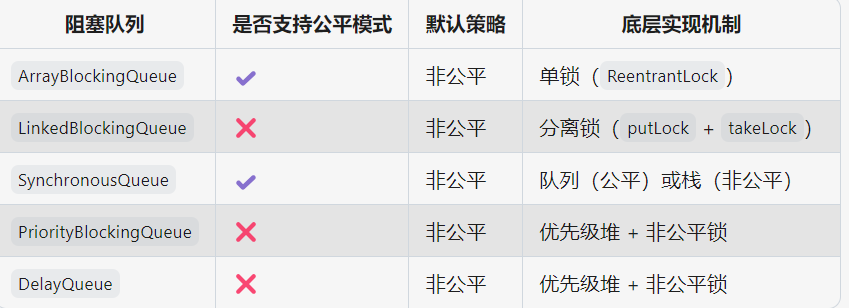 阻塞队列 是否支持公平模式 默认策略 底层实现机制
ArrayBlockingQueue ✓ 非公平 单锁（ReentrantLock）
LinkedBlockingQueue ✗ 非公平 分离锁（putLock + takeLock）
SynchronousQueue ✓ 非公平 队列（公平）或栈（非公平）
PriorityBlockingQueue ✗ 非公平 优先级堆 + 非公平锁
DelayQueue ✗ 非公平 优先级堆 + 非公平锁